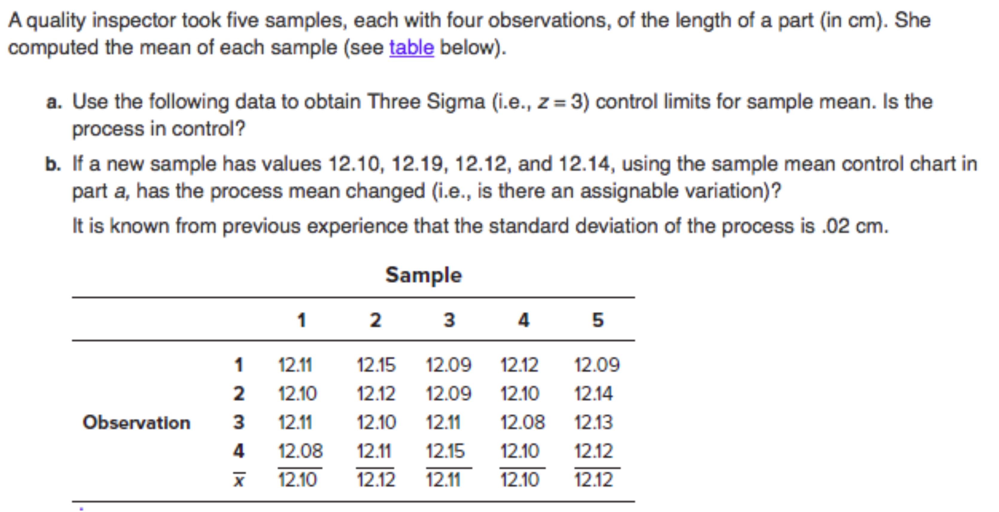 A quality inspector took five samples, each with four observations, of the length of a part (in cm). She
computed the mean of each sample (see table below).
a. Use the following data to obtain Three Sigma (i.e., z = 3) control limits for sample mean. Is the
process in control?
b. If a new sample has values 12.10, 12.19, 12.12, and 12.14, using the sample mean control chart in
part a, has the process mean changed (i.e., is there an assignable variation)?
It is known from previous experience that the standard deviation of the process is .02 cm.
Sample
1 2 3 4 5
1 12.11 12.15 12.09 12.12 12.09
2 12.10 12.12 12.09 12.10 12.14
Observation 3 12.11 12.10 12.11 12.08 12.13
4 12.08 12.11 12.15 12.10 12.12
x̅ 12.10 12.12 12.11 12.10 12.12